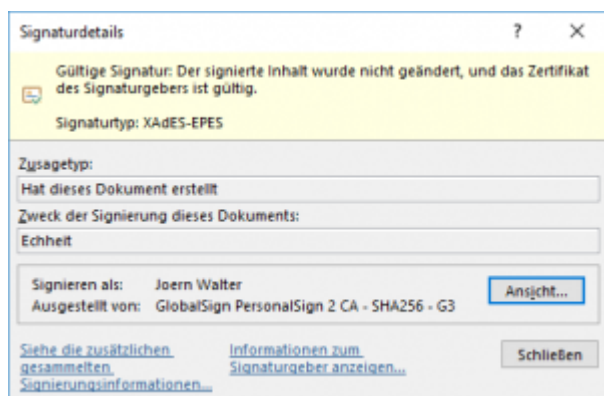 Signaturdetails
Gültige Signatur: Der signierte Inhalt wurde nicht geändert, und das Zertifikat
des Signaturgebers ist gültig.
Signaturtyp: XAdES-EPES
Zusagetyp:
Hat dieses Dokument erstellt
Zweck der Signierung dieses Dokuments:
Echheit
Signieren als: Joern Walter
Ausgestellt von: GlobalSign PersonalSign 2 CA - SHA256 - G3
Ansicht...
Siehe die zusätzlichen
gesammelten
Signierungsinformationen...
Informationen zum
Signaturgeber anzeigen...
Schließen